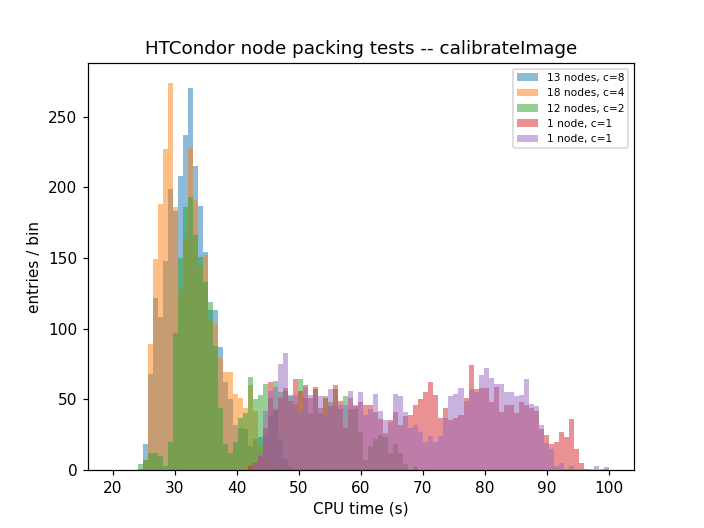 HTCondor node packing tests -- calibrateImage
13 nodes, c=8
18 nodes, c=4
12 nodes, c=2
1 node, c=1
1 node, c=1
entries / bin
250
200
150
100
50
0
20 30 40 50 60 70 80 90 100
CPU time (s)